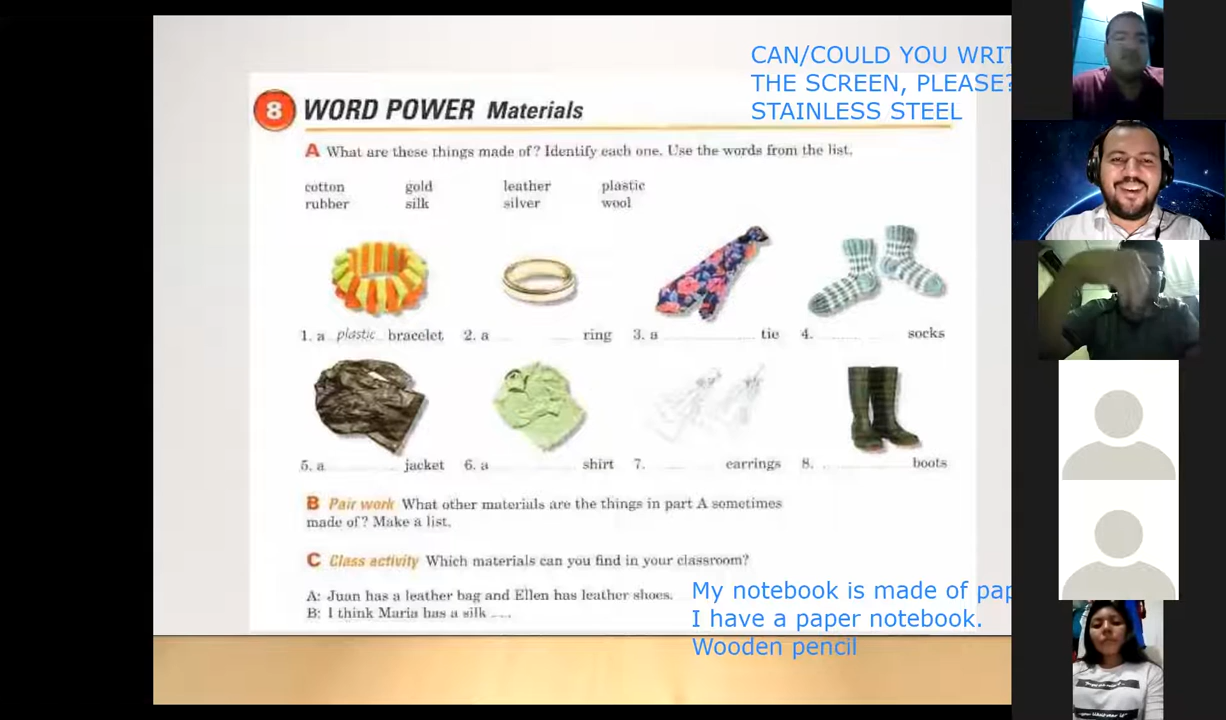 CAN/COULD YOU WRIT
THE SCREEN, PLEASE?
STAINLESS STEEL
8 WORD POWER Materials
A What are these things made of? Identify each one. Use the words from the list.
cotton gold leather plastic
rubber silk silver wool
1. a plastic bracelet 2. a ring 3. a tie 4. socks
5. a jacket 6. a shirt 7. earrings 8. boots
B Pair work What other materials are the things in part A sometimes
made of? Make a list.
C Class activity Which materials can you find in your classroom?
A: Juan has a leather bag and Ellen has leather shoes.
B: I think Maria has a silk ....
My notebook is made of pap
I have a paper notebook.
Wooden pencil